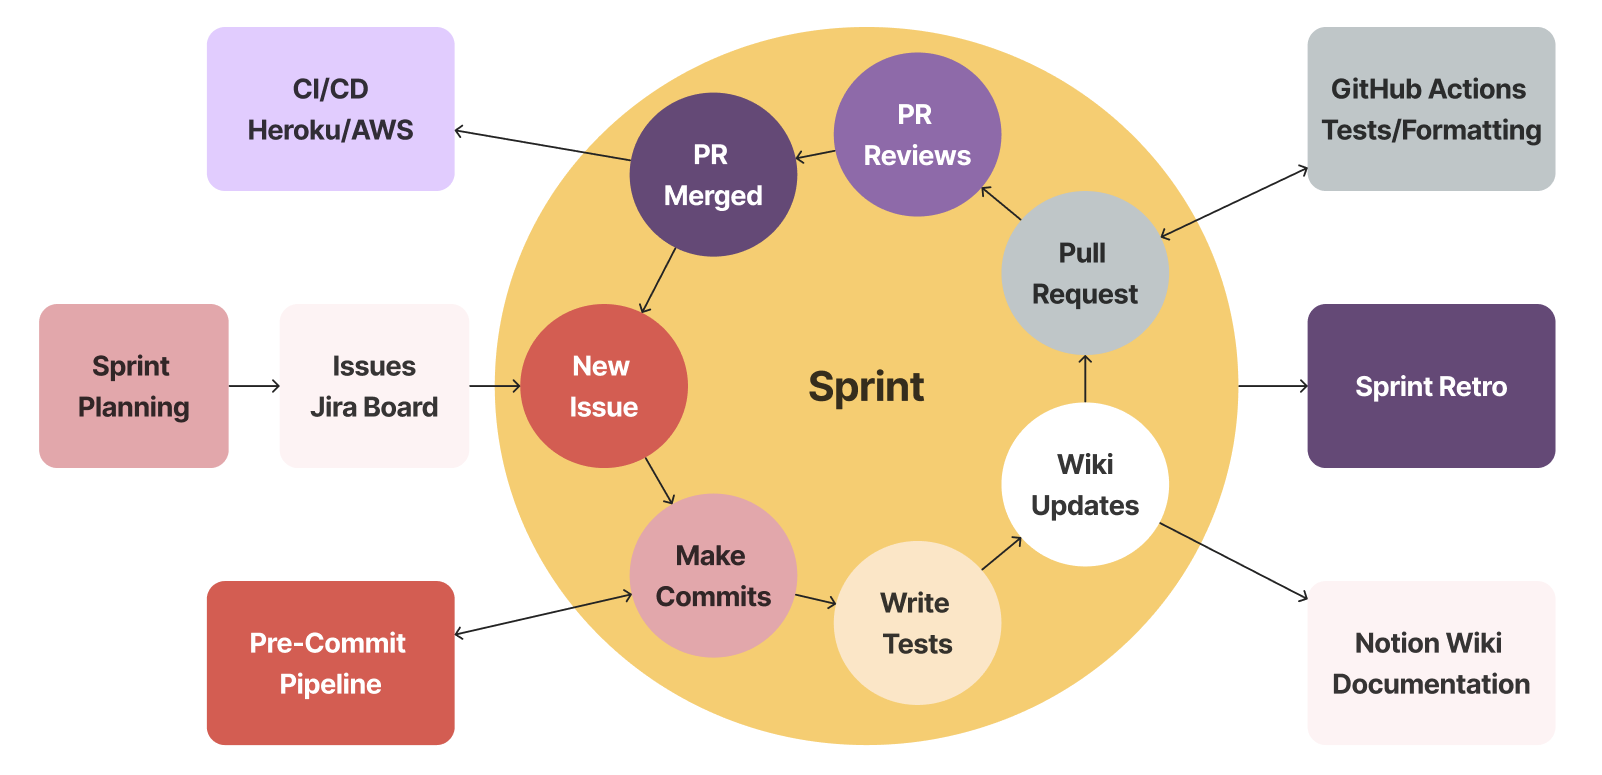 CI/CD
Heroku/AWS
PR
Merged
PR
Reviews
GitHub Actions
Tests/Formatting
Pull
Request
Sprint
Planning
Issues
Jira Board
New
Issue
Sprint
Sprint Retro
Wiki
Updates
Make
Commits
Write
Tests
Pre-Commit
Pipeline
Notion Wiki
Documentation